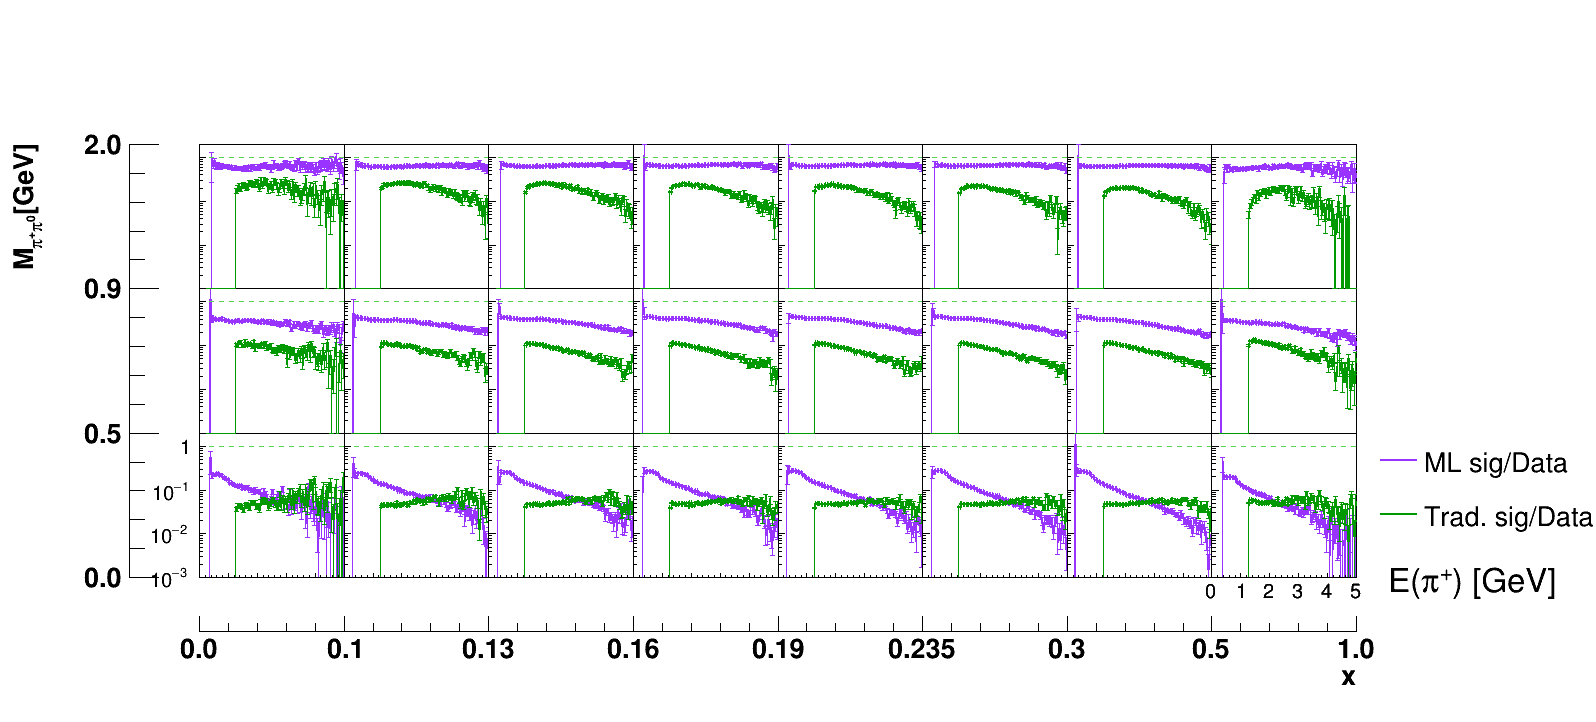 M_{π⁺π⁰}[GeV]
2.0
0.9
0.5
0.0
1
10⁻¹
10⁻²
10⁻³
ML sig/Data
Trad. sig/Data
0 1 2 3 4 5
E(π⁺) [GeV]
0.0 0.1 0.13 0.16 0.19 0.235 0.3 0.5 1.0
x